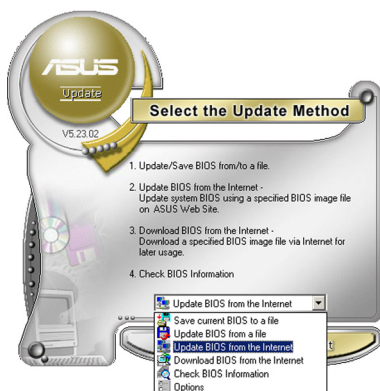 ASUS
Update
V5.23.02
Select the Update Method
1. Update/Save BIOS from/to a file.
2. Update BIOS from the Internet -
Update system BIOS using a specified BIOS image file
on ASUS Web Site.
3. Download BIOS from the Internet -
Download a specified BIOS image file via Internet for
later usage.
4. Check BIOS Information
Update BIOS from the Internet
Save current BIOS to a file
Update BIOS from a file
Update BIOS from the Internet
Download BIOS from the Internet
Check BIOS Information
Options